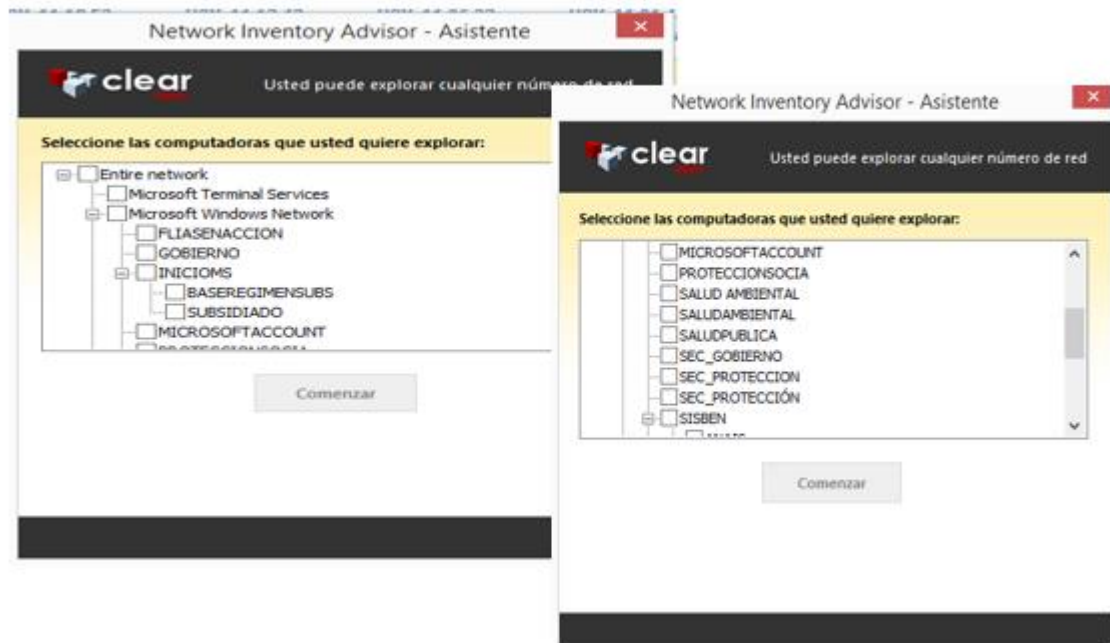 Network Inventory Advisor - Asistente
clear
Usted puede explorar cualquier número de red
Seleccione las computadoras que usted quiere explorar:
Entire network
Microsoft Terminal Services
Microsoft Windows Network
FLIASENACCION
GOBIERNO
INICIOMS
BASEREGIMENSUBS
SUBSIDIADO
MICROSOFTACCOUNT
PROTECCIONSOCIA
Comenzar
Network Inventory Advisor - Asistente
clear
Usted puede explorar cualquier número de red
Seleccione las computadoras que usted quiere explorar:
MICROSOFTACCOUNT
PROTECCIONSOCIA
SALUD AMBIENTAL
SALUDAMBIENTAL
SALUDPUBLICA
SEC_GOBIERNO
SEC_PROTECCION
SEC_PROTECCIÓN
SISBEN
Comenzar